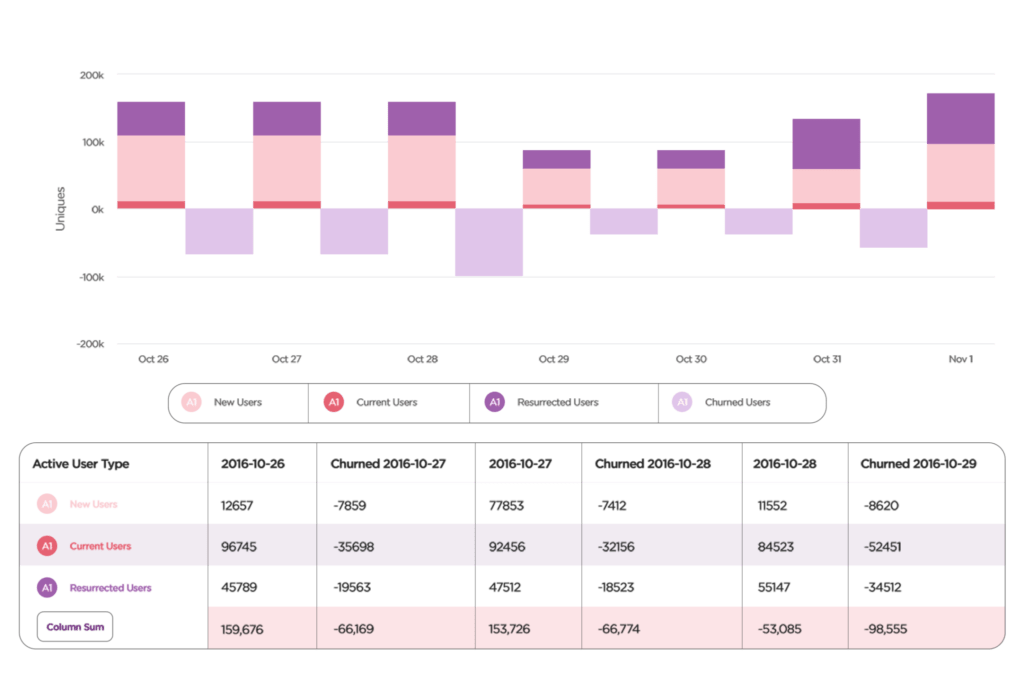 200k
100k
0k
-100k
-200k
Uniques
Oct 26 Oct 27 Oct 28 Oct 29 Oct 30 Oct 31 Nov 1
A1 New Users A1 Current Users A1 Resurrected Users A1 Churned Users
Active User Type 2016-10-26 Churned 2016-10-27 2016-10-27 Churned 2016-10-28 2016-10-28 Churned 2016-10-29
A1 New Users 12657 -7859 77853 -7412 11552 -8620
A1 Current Users 96745 -35698 92456 -32156 84523 -52451
A1 Resurrected Users 45789 -19563 47512 -18523 55147 -34512
Column Sum 159,676 -66,169 153,726 -66,774 -53,085 -98,555